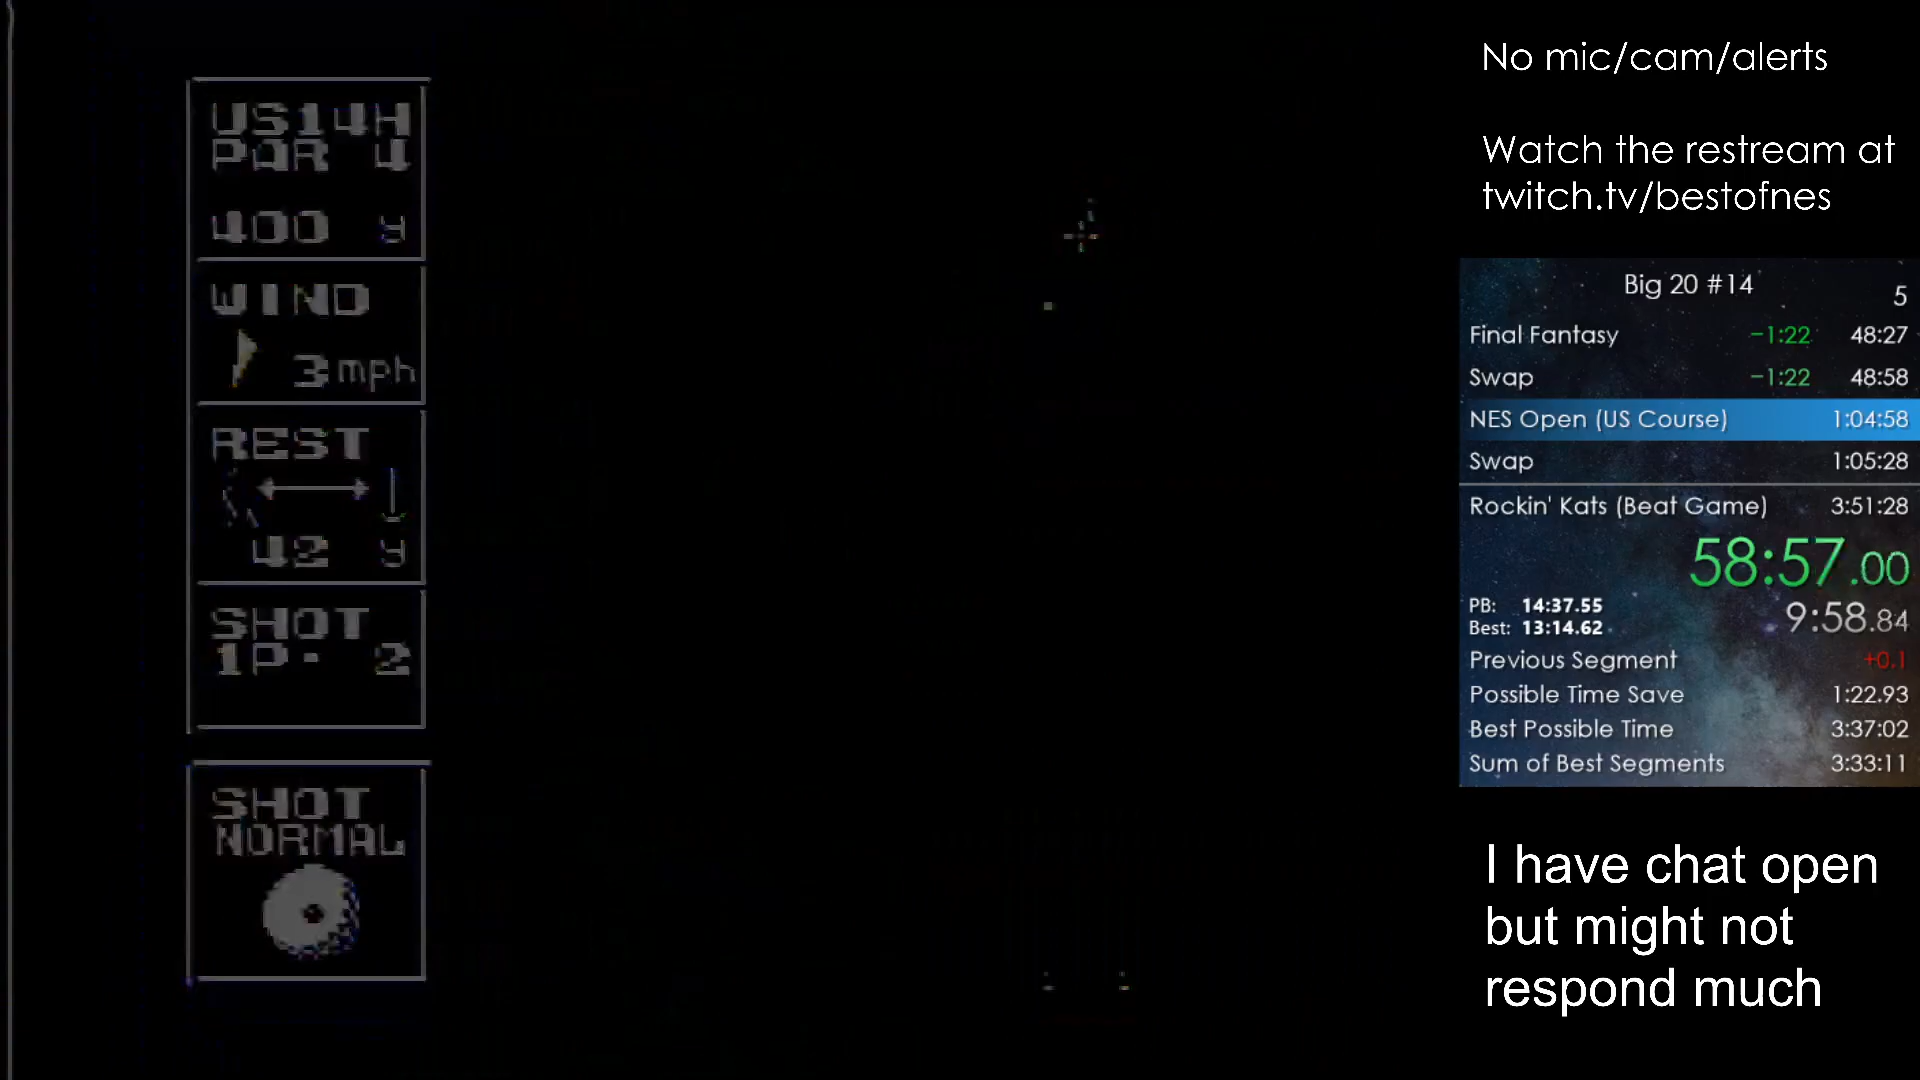 US14H
PAR 4
400 y
WIND
3mph
REST
42 y
SHOT
1P· 2
SHOT
NORMAL
No mic/cam/alerts
Watch the restream at
twitch.tv/bestofnes
Big 20 #14
5
Final Fantasy −1:22 48:27
Swap −1:22 48:58
NES Open (US Course) 1:04:58
Swap 1:05:28
Rockin' Kats (Beat Game) 3:51:28
58:57.00
PB: 14:37.55
9:58.84
Best: 13:14.62
Previous Segment +0.1
Possible Time Save 1:22.93
Best Possible Time 3:37:02
Sum of Best Segments 3:33:11
I have chat open
but might not
respond much